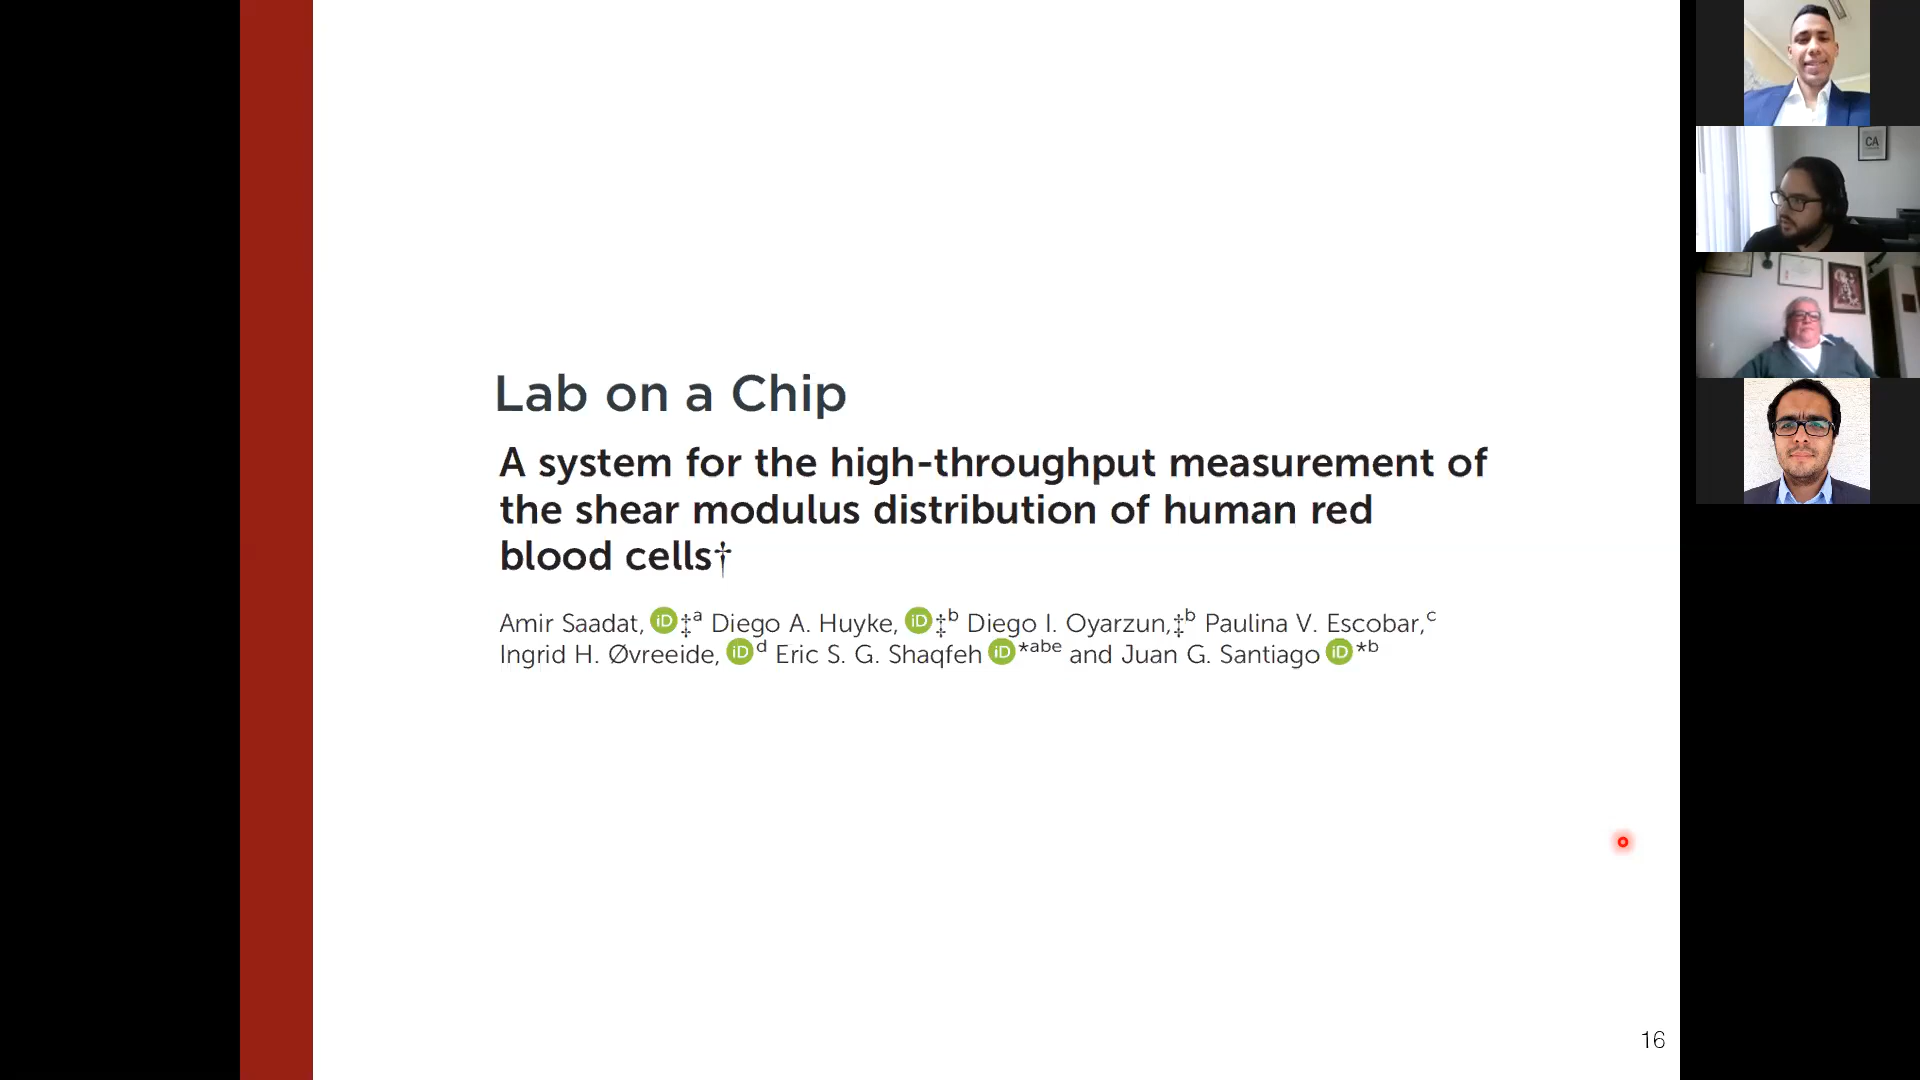 Lab on a Chip
A system for the high-throughput measurement of
the shear modulus distribution of human red
blood cells†
Amir Saadat, iD ‡a Diego A. Huyke, iD ‡b Diego I. Oyarzun,‡b Paulina V. Escobar,c
Ingrid H. Øvreeide, iD d Eric S. G. Shaqfeh iD *abe and Juan G. Santiago iD *b
16
CA